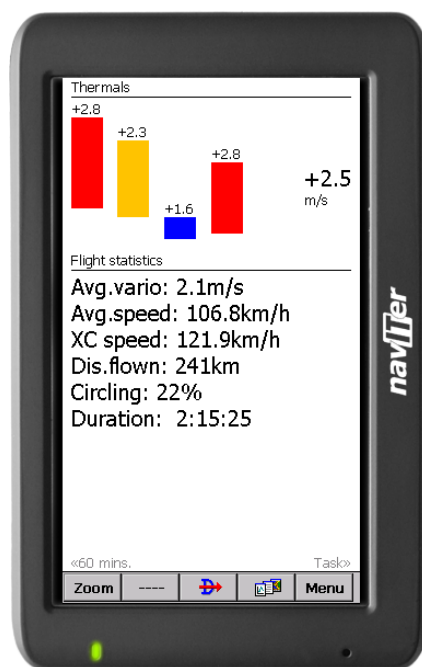 Thermals
+2.8
+2.3
+2.8
+1.6
+2.5
m/s
Flight statistics
Avg.vario: 2.1m/s
Avg.speed: 106.8km/h
XC speed: 121.9km/h
Dis.flown: 241km
Circling: 22%
Duration: 2:15:25
«60 mins.
Task»
Zoom
----
Menu
naviter